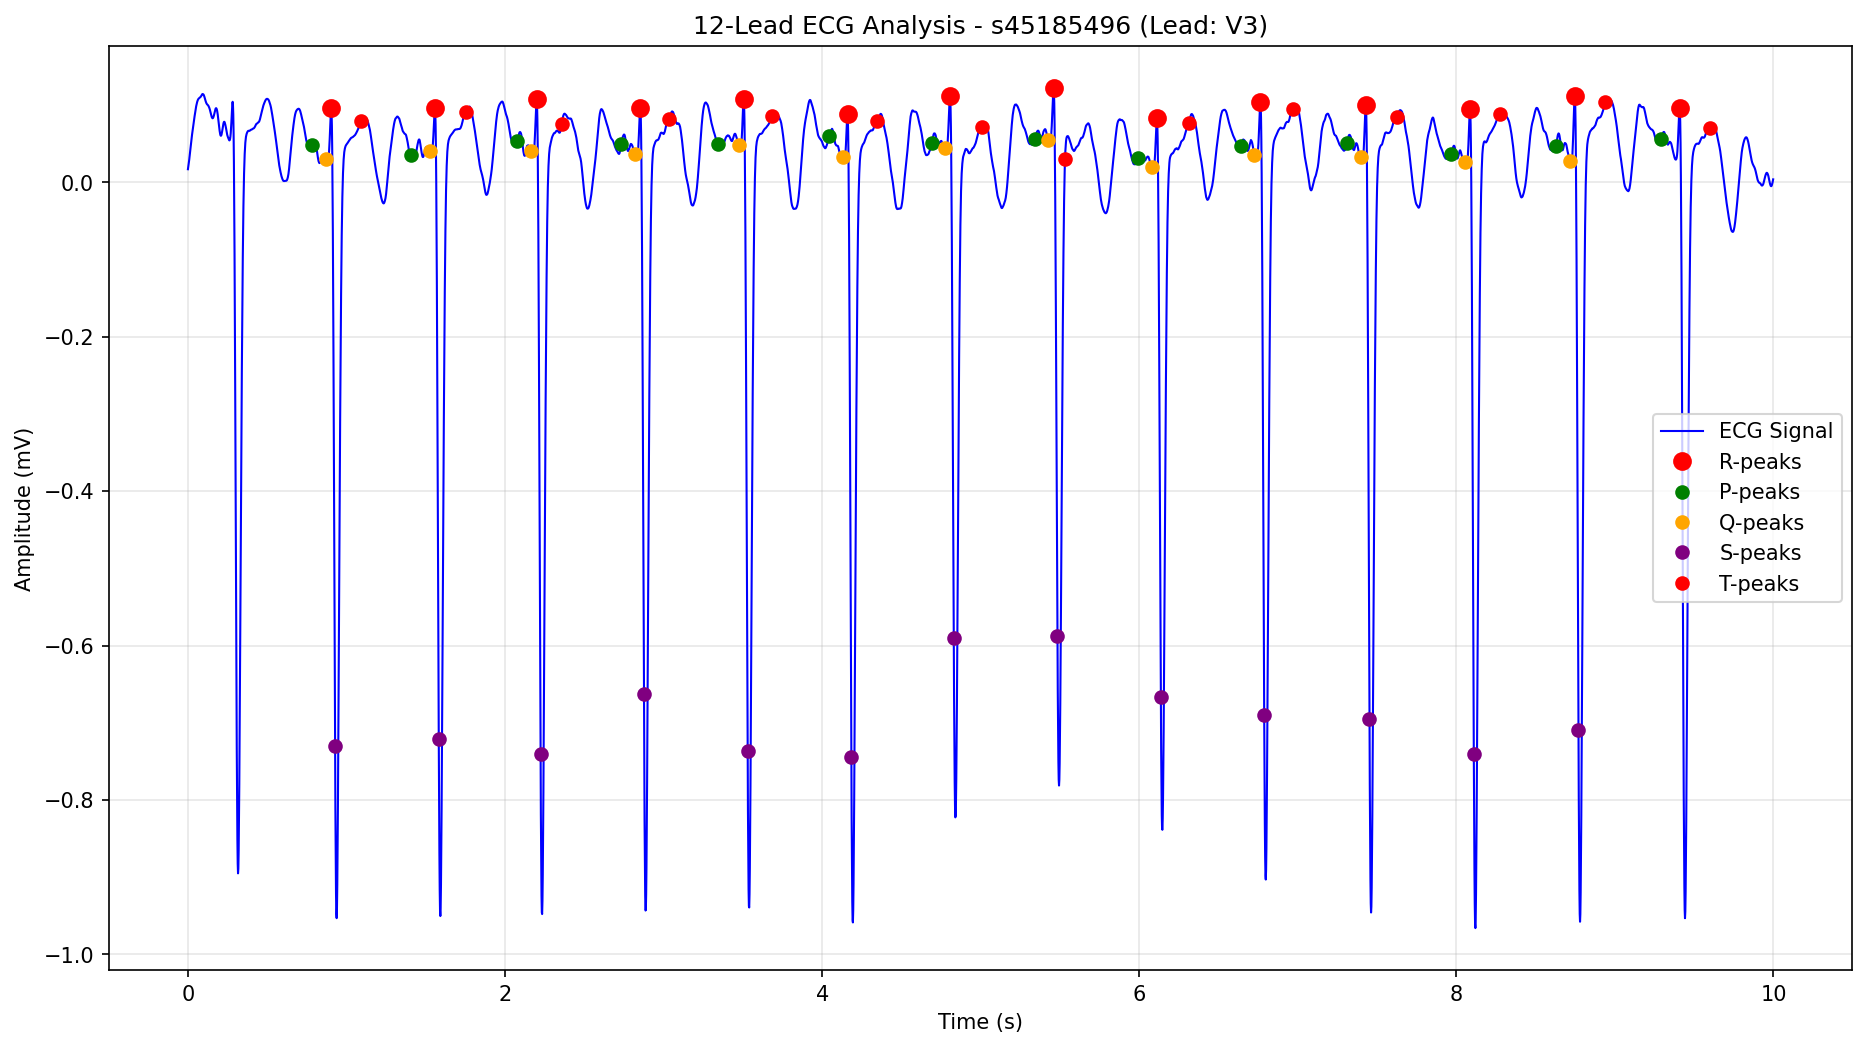 12-Lead ECG Analysis - s45185496 (Lead: V3)
Amplitude (mV)
0.0
−0.2
−0.4
−0.6
−0.8
−1.0
ECG Signal
R-peaks
P-peaks
Q-peaks
S-peaks
T-peaks
0 2 4 6 8 10
Time (s)